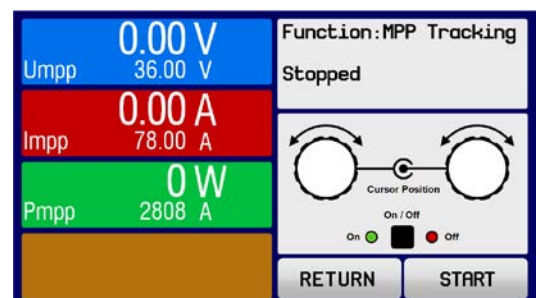 0.00 V
Umpp 36.00 V
0.00 A
Impp 78.00 A
0 W
Pmpp 2808 A
Function:MPP Tracking
Stopped
Cursor Position
On / Off
On Off
RETURN START